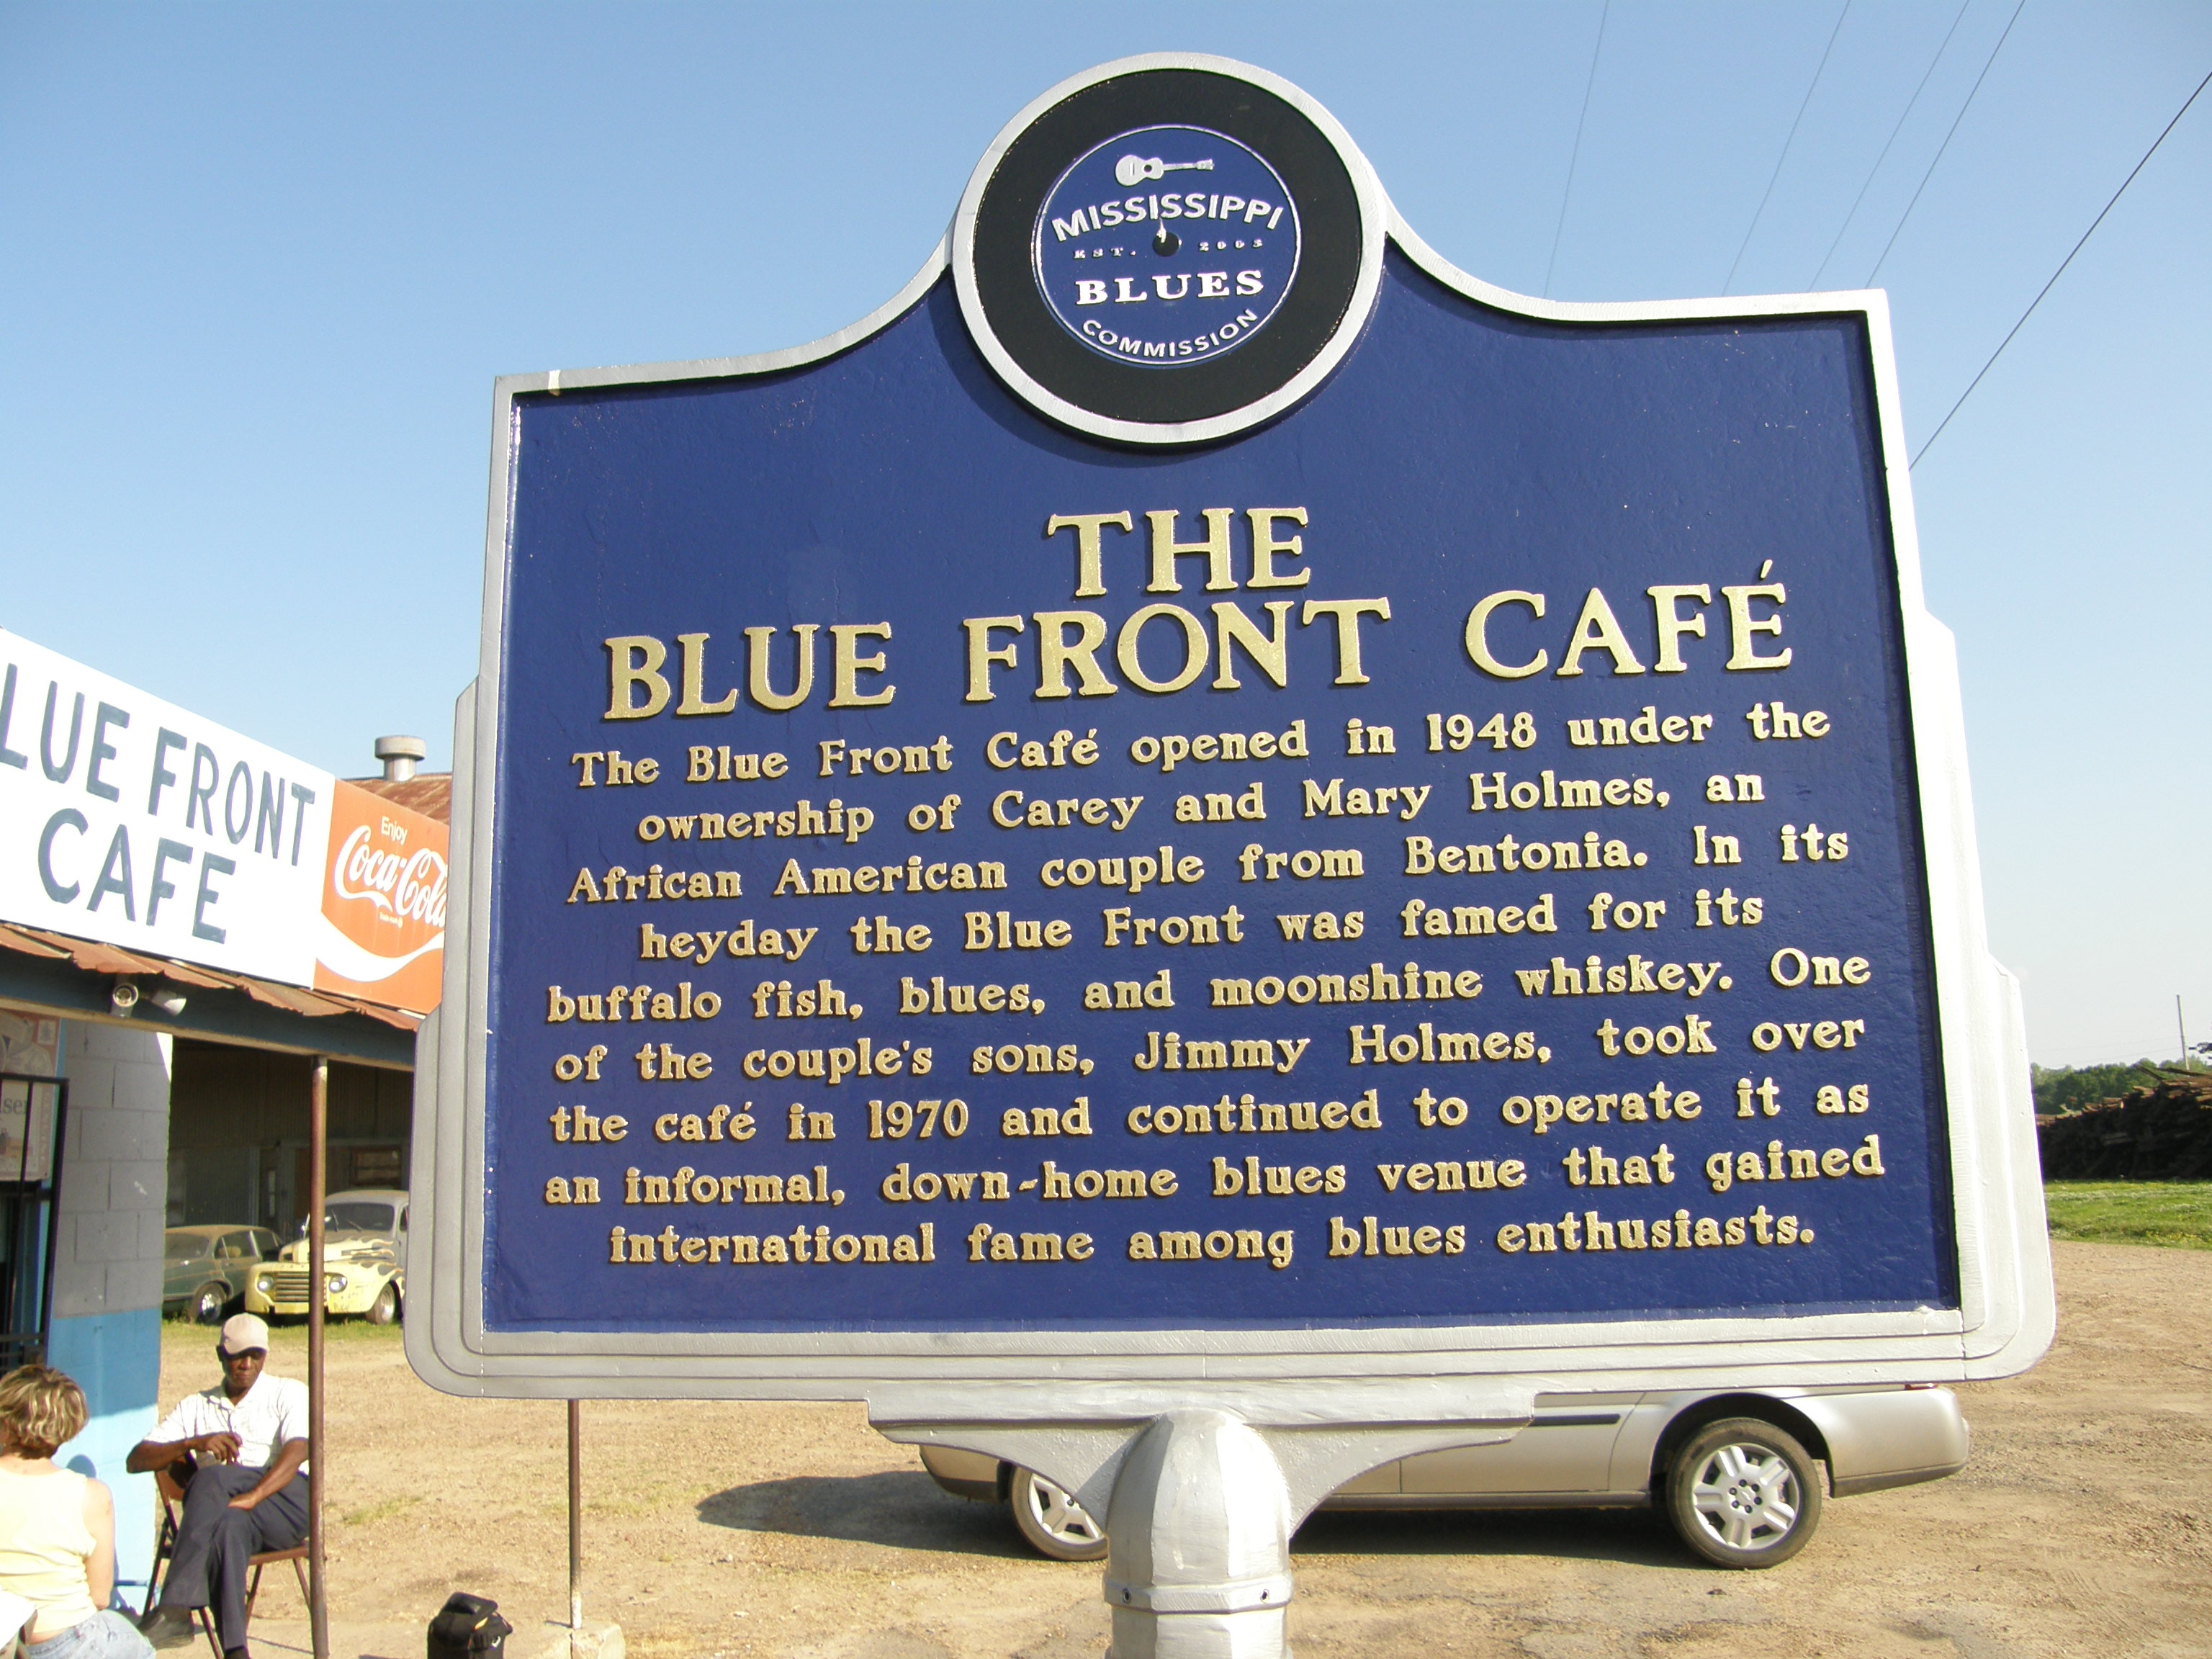 MISSISSIPPI
EST. 2003
BLUES
COMMISSION
THE
BLUE FRONT CAFÉ
The Blue Front Café opened in 1948 under the
ownership of Carey and Mary Holmes, an
African American couple from Bentonia. In its
heyday the Blue Front was famed for its
buffalo fish, blues, and moonshine whiskey. One
of the couple's sons, Jimmy Holmes, took over
the café in 1970 and continued to operate it as
an informal, down-home blues venue that gained
international fame among blues enthusiasts.
LUE FRONT
CAFE
Enjoy
Coca-Cola